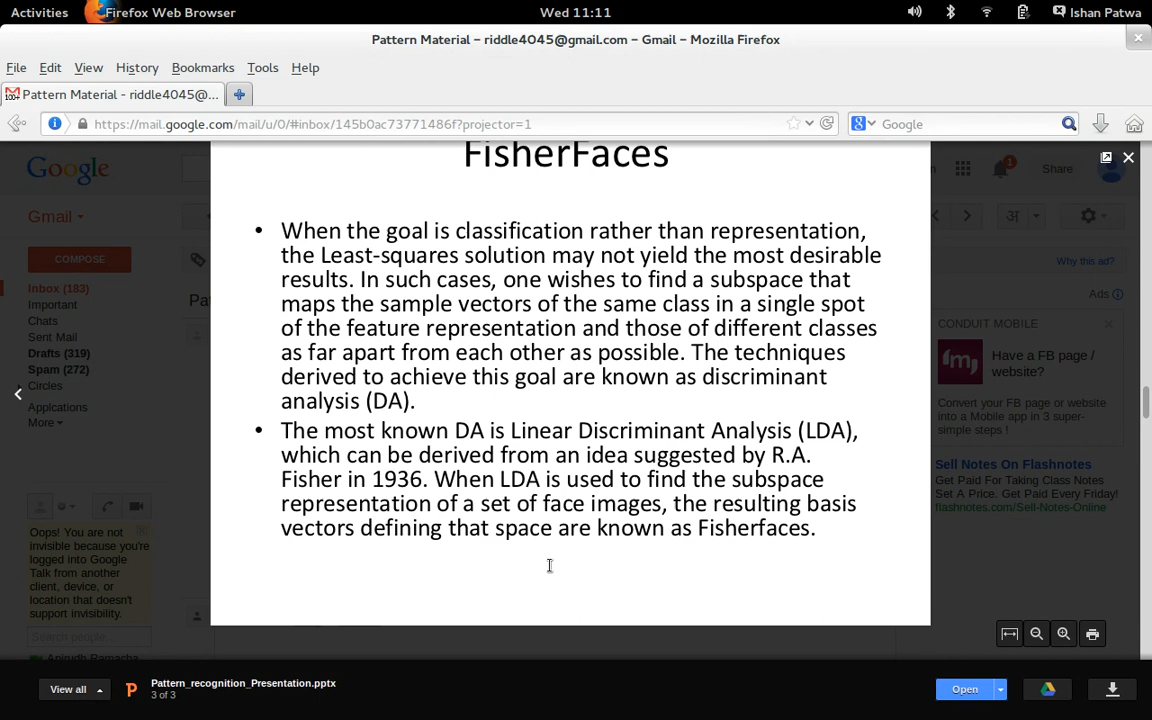 Activities Firefox Web Browser Wed 11:11 Ishan Patwa
Pattern Material – riddle4045@gmail.com – Gmail – Mozilla Firefox
File Edit View History Bookmarks Tools Help
Pattern Material - riddle4045@...
https://mail.google.com/mail/u/0/#inbox/145b0ac73771486f?projector=1 Google
FisherFaces
Google 1 Share
Gmail
COMPOSE
Why this ad?
Inbox (183)
Important
Chats
Sent Mail
Drafts (319)
Spam (272)
Circles
Applications
More
Ads
CONDUIT MOBILE
Have a FB page / website?
Convert your FB page or website
into a Mobile app in 3 super-
simple steps !
Sell Notes On Flashnotes
Get Paid For Taking Class Notes
Set A Price. Get Paid Every Friday!
flashnotes.com/Sell-Notes-Online
• When the goal is classification rather than representation,
the Least-squares solution may not yield the most desirable
results. In such cases, one wishes to find a subspace that
maps the sample vectors of the same class in a single spot
of the feature representation and those of different classes
as far apart from each other as possible. The techniques
derived to achieve this goal are known as discriminant
analysis (DA).
• The most known DA is Linear Discriminant Analysis (LDA),
which can be derived from an idea suggested by R.A.
Fisher in 1936. When LDA is used to find the subspace
representation of a set of face images, the resulting basis
vectors defining that space are known as Fisherfaces.
Oops! You are not
invisible because you're
logged into Google
Talk from another
client, device, or
location that doesn't
support invisibility.
Search people...
View all
Pattern_recognition_Presentation.pptx
3 of 3
Open